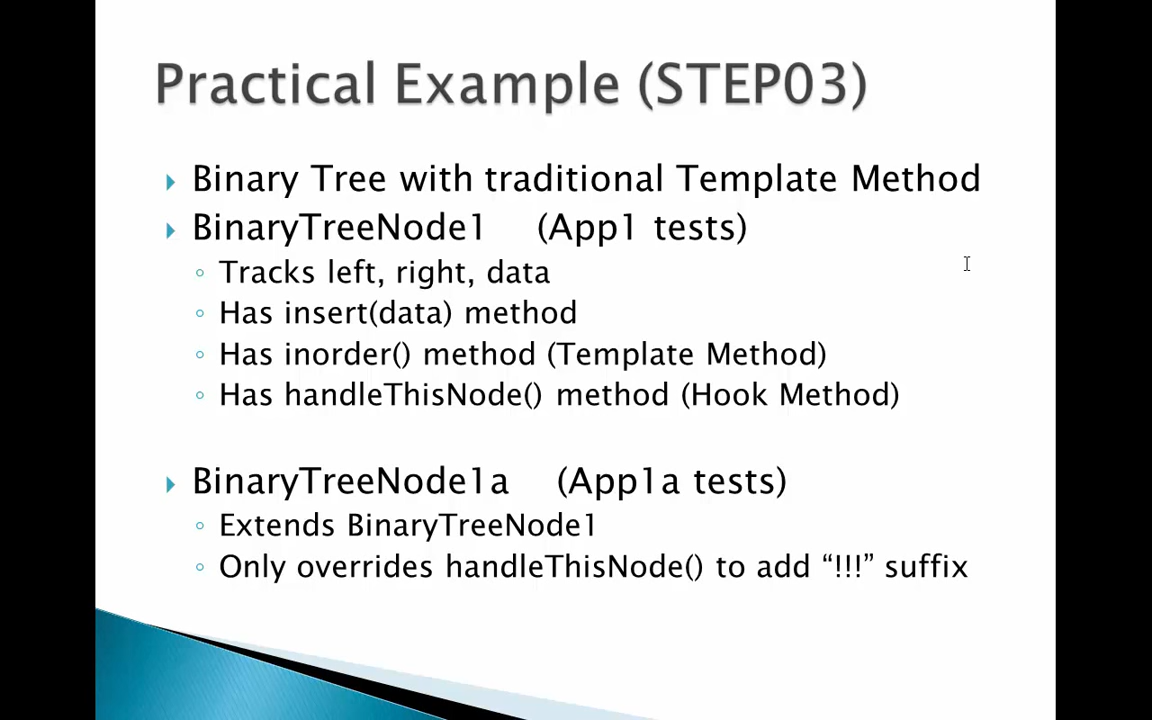 Practical Example (STEP03)
Binary Tree with traditional Template Method
BinaryTreeNode1 (App1 tests)
Tracks left, right, data
Has insert(data) method
Has inorder() method (Template Method)
Has handleThisNode() method (Hook Method)
BinaryTreeNode1a (App1a tests)
Extends BinaryTreeNode1
Only overrides handleThisNode() to add “!!!” suffix